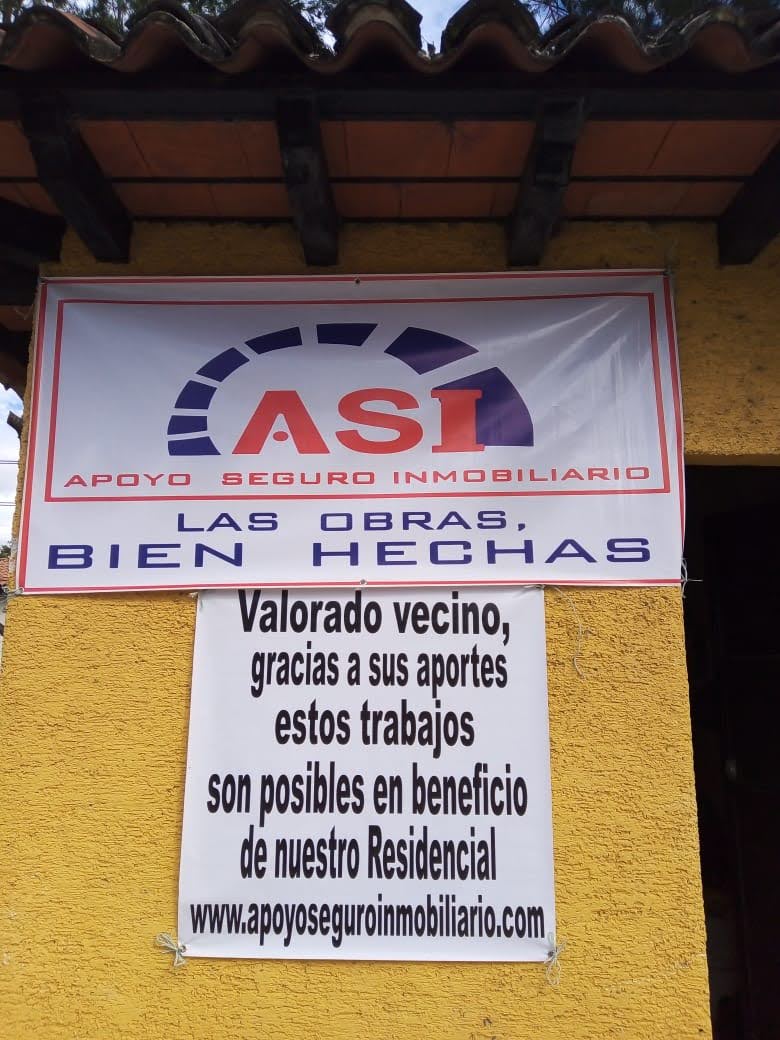 ASI
APOYO SEGURO INMOBILIARIO
LAS OBRAS,
BIEN HECHAS
Valorado vecino,
gracias a sus aportes
estos trabajos
son posibles en beneficio
de nuestro Residencial
www.apoyoseguroinmobiliario.com